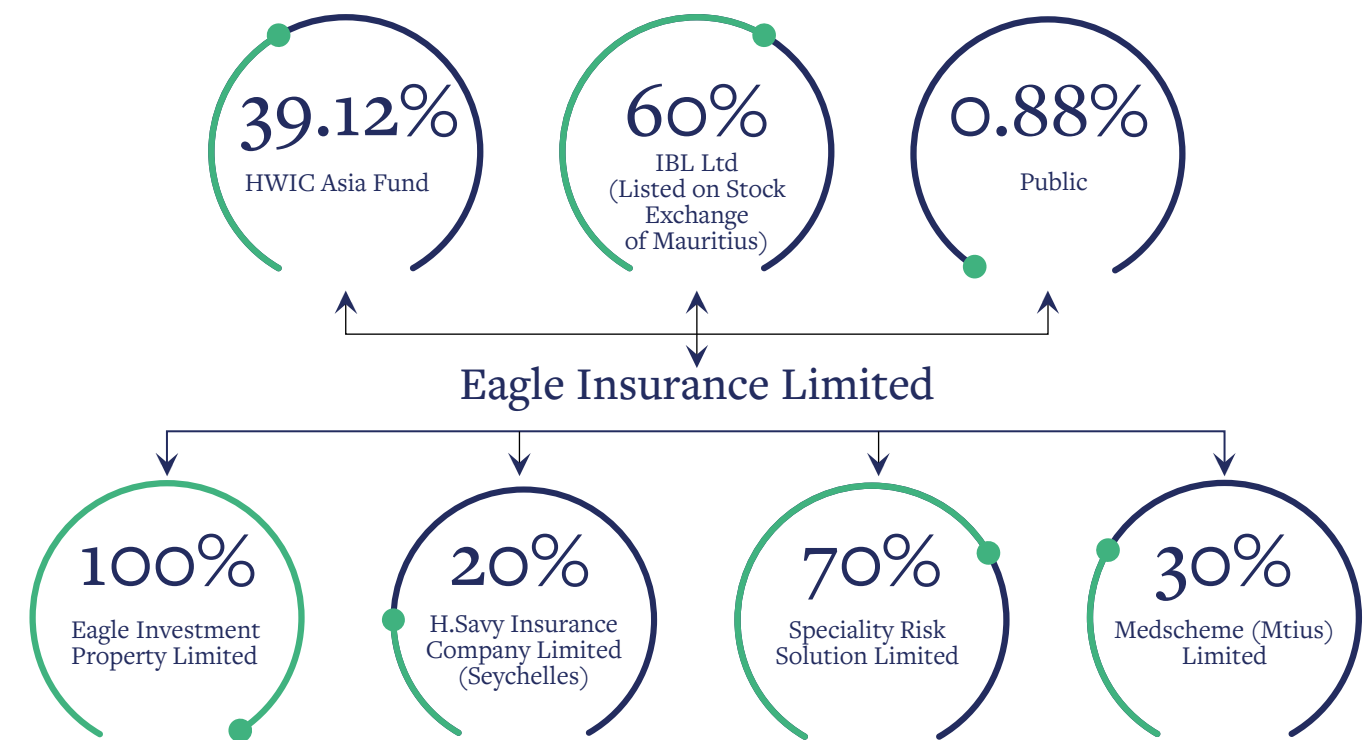 39.12%
HWIC Asia Fund
60%
IBL Ltd
(Listed on Stock
Exchange
of Mauritius)
0.88%
Public
Eagle Insurance Limited
100%
Eagle Investment
Property Limited
20%
H.Savy Insurance
Company Limited
(Seychelles)
70%
Speciality Risk
Solution Limited
30%
Medscheme (Mtius)
Limited